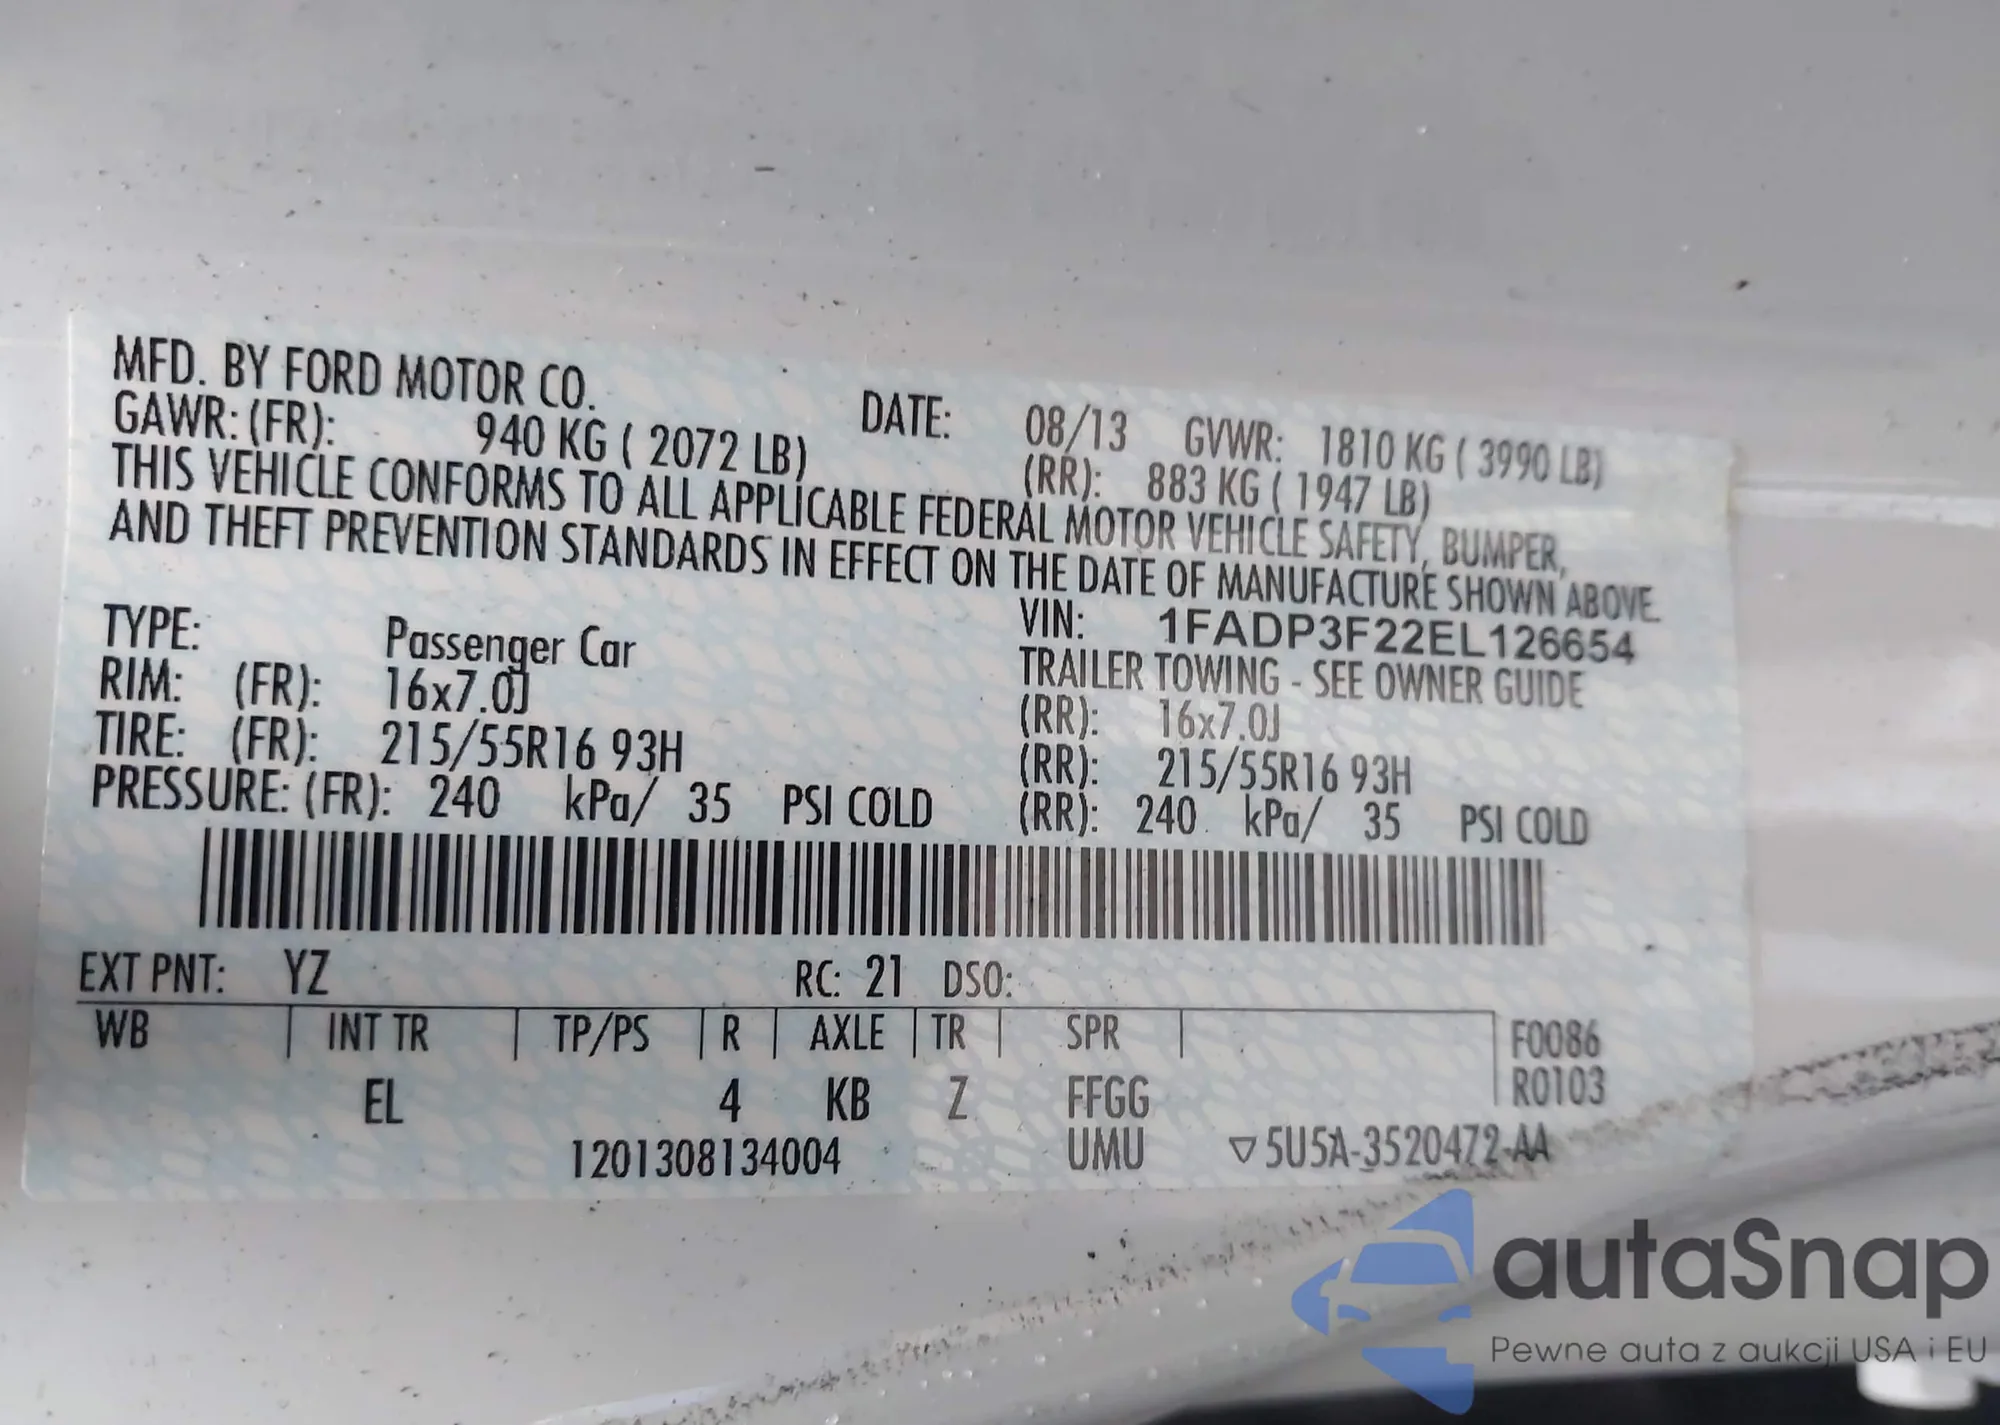 MFD. BY FORD MOTOR CO. DATE: 08/13 GVWR: 1810 KG ( 3990 LB)
GAWR: (FR): 940 KG ( 2072 LB) (RR): 883 KG ( 1947 LB)
THIS VEHICLE CONFORMS TO ALL APPLICABLE FEDERAL MOTOR VEHICLE SAFETY, BUMPER,
AND THEFT PREVENTION STANDARDS IN EFFECT ON THE DATE OF MANUFACTURE SHOWN ABOVE.
VIN: 1FADP3F22EL126654
TYPE: Passenger Car TRAILER TOWING - SEE OWNER GUIDE
RIM: (FR): 16x7.0J (RR): 16x7.0J
TIRE: (FR): 215/55R16 93H (RR): 215/55R16 93H
PRESSURE: (FR): 240 kPa/ 35 PSI COLD (RR): 240 kPa/ 35 PSI COLD
EXT PNT: YZ RC: 21 DSO:
WB INT TR TP/PS R AXLE TR SPR F0086
R0103
EL 4 KB Z FFGG
1201308134004 UMU ▽5U5A-3520472-AA
autaSnap
Pewne auta z aukcji USA i EU